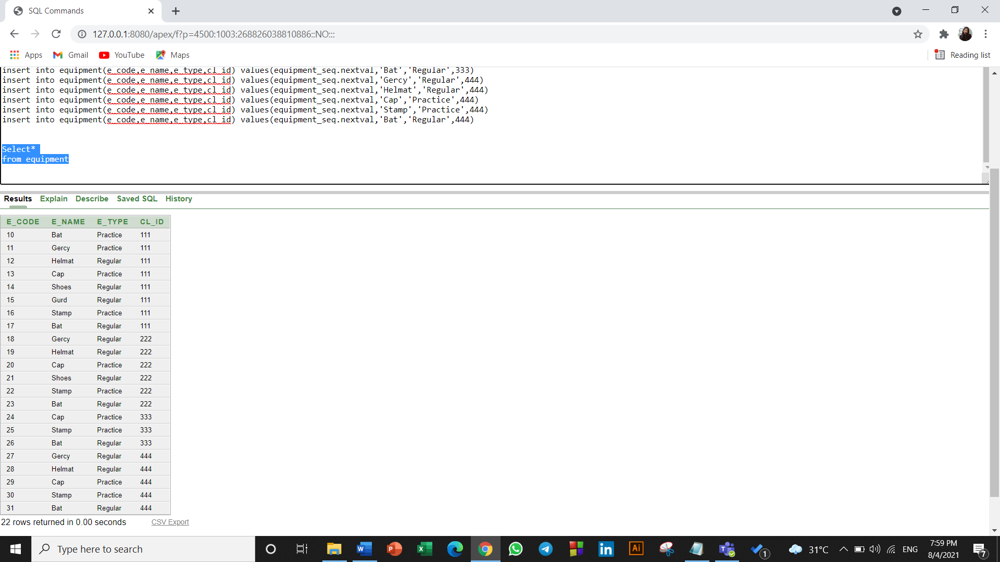 SQL Commands
127.0.0.1:8080/apex/f?p=4500:1003:268826038810886::NO:::
Apps Gmail YouTube Maps Reading list
insert into equipment(e_code,e_name,e_type,cl_id) values(equipment_seq.nextval,'Bat','Regular',333)
insert into equipment(e_code,e_name,e_type,cl_id) values(equipment_seq.nextval,'Gercy','Regular',444)
insert into equipment(e_code,e_name,e_type,cl_id) values(equipment_seq.nextval,'Helmat','Regular',444)
insert into equipment(e_code,e_name,e_type,cl_id) values(equipment_seq.nextval,'Cap','Practice',444)
insert into equipment(e_code,e_name,e_type,cl_id) values(equipment_seq.nextval,'Stamp','Practice',444)
insert into equipment(e_code,e_name,e_type,cl_id) values(equipment_seq.nextval,'Bat','Regular',444)
Select*
from equipment
Results Explain Describe Saved SQL History
E_CODE E_NAME E_TYPE CL_ID
10 Bat Practice 111
11 Gercy Practice 111
12 Helmat Regular 111
13 Cap Practice 111
14 Shoes Regular 111
15 Gurd Regular 111
16 Stamp Practice 111
17 Bat Regular 111
18 Gercy Regular 222
19 Helmat Regular 222
20 Cap Practice 222
21 Shoes Regular 222
22 Stamp Practice 222
23 Bat Regular 222
24 Cap Practice 333
25 Stamp Practice 333
26 Bat Regular 333
27 Gercy Regular 444
28 Helmat Regular 444
29 Cap Practice 444
30 Stamp Practice 444
31 Bat Regular 444
22 rows returned in 0.00 seconds CSV Export
Type here to search
W P X in Ai 1
31°C ENG
7:59 PM
8/4/2021
7